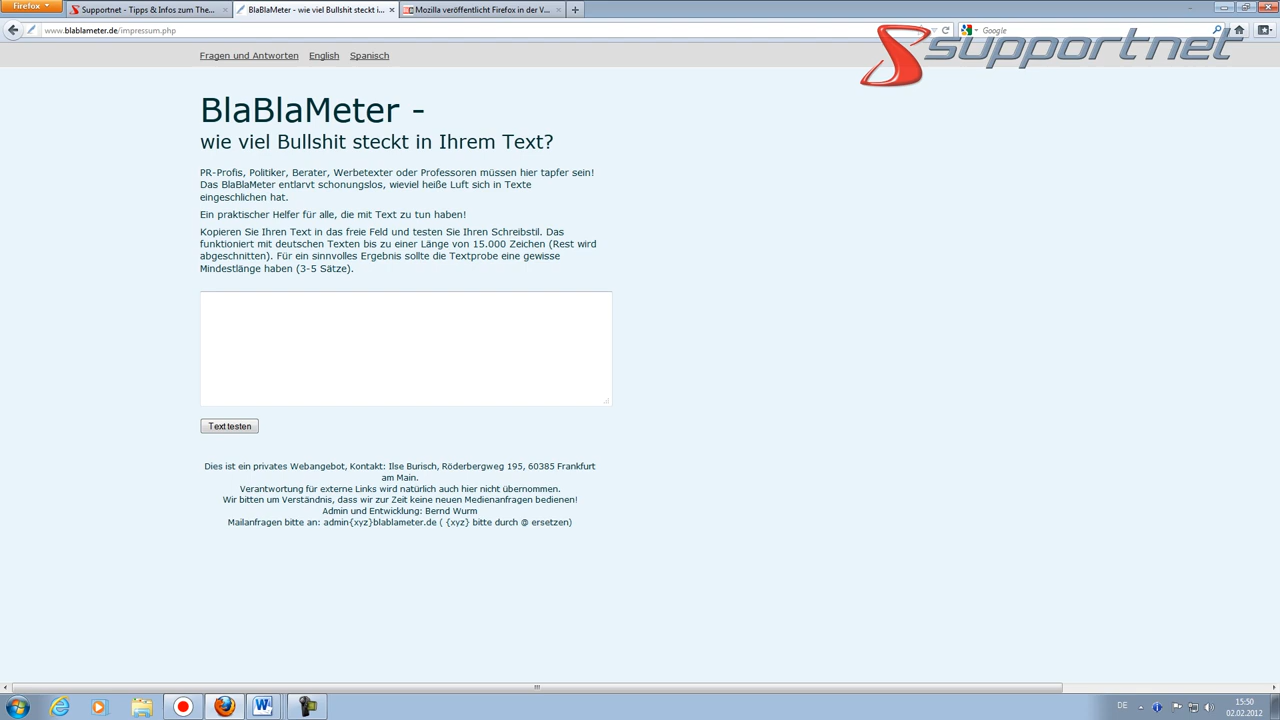 Firefox
Supportnet - Tipps & Infos zum The...
BlaBlaMeter - wie viel Bullshit steckt i...
Mozilla veröffentlicht Firefox in der V...
www.blablameter.de/impressum.php
Google
supportnet
Fragen und Antworten English Spanisch
BlaBlaMeter -
wie viel Bullshit steckt in Ihrem Text?
PR-Profis, Politiker, Berater, Werbetexter oder Professoren müssen hier tapfer sein!
Das BlaBlaMeter entlarvt schonungslos, wieviel heiße Luft sich in Texte
eingeschlichen hat.
Ein praktischer Helfer für alle, die mit Text zu tun haben!
Kopieren Sie Ihren Text in das freie Feld und testen Sie Ihren Schreibstil. Das
funktioniert mit deutschen Texten bis zu einer Länge von 15.000 Zeichen (Rest wird
abgeschnitten). Für ein sinnvolles Ergebnis sollte die Textprobe eine gewisse
Mindestlänge haben (3-5 Sätze).
Text testen
Dies ist ein privates Webangebot, Kontakt: Ilse Burisch, Röderbergweg 195, 60385 Frankfurt
am Main.
Verantwortung für externe Links wird natürlich auch hier nicht übernommen.
Wir bitten um Verständnis, dass wir zur Zeit keine neuen Medienanfragen bedienen!
Admin und Entwicklung: Bernd Wurm
Mailanfragen bitte an: admin{xyz}blablameter.de ( {xyz} bitte durch @ ersetzen)
DE
15:50
02.02.2012